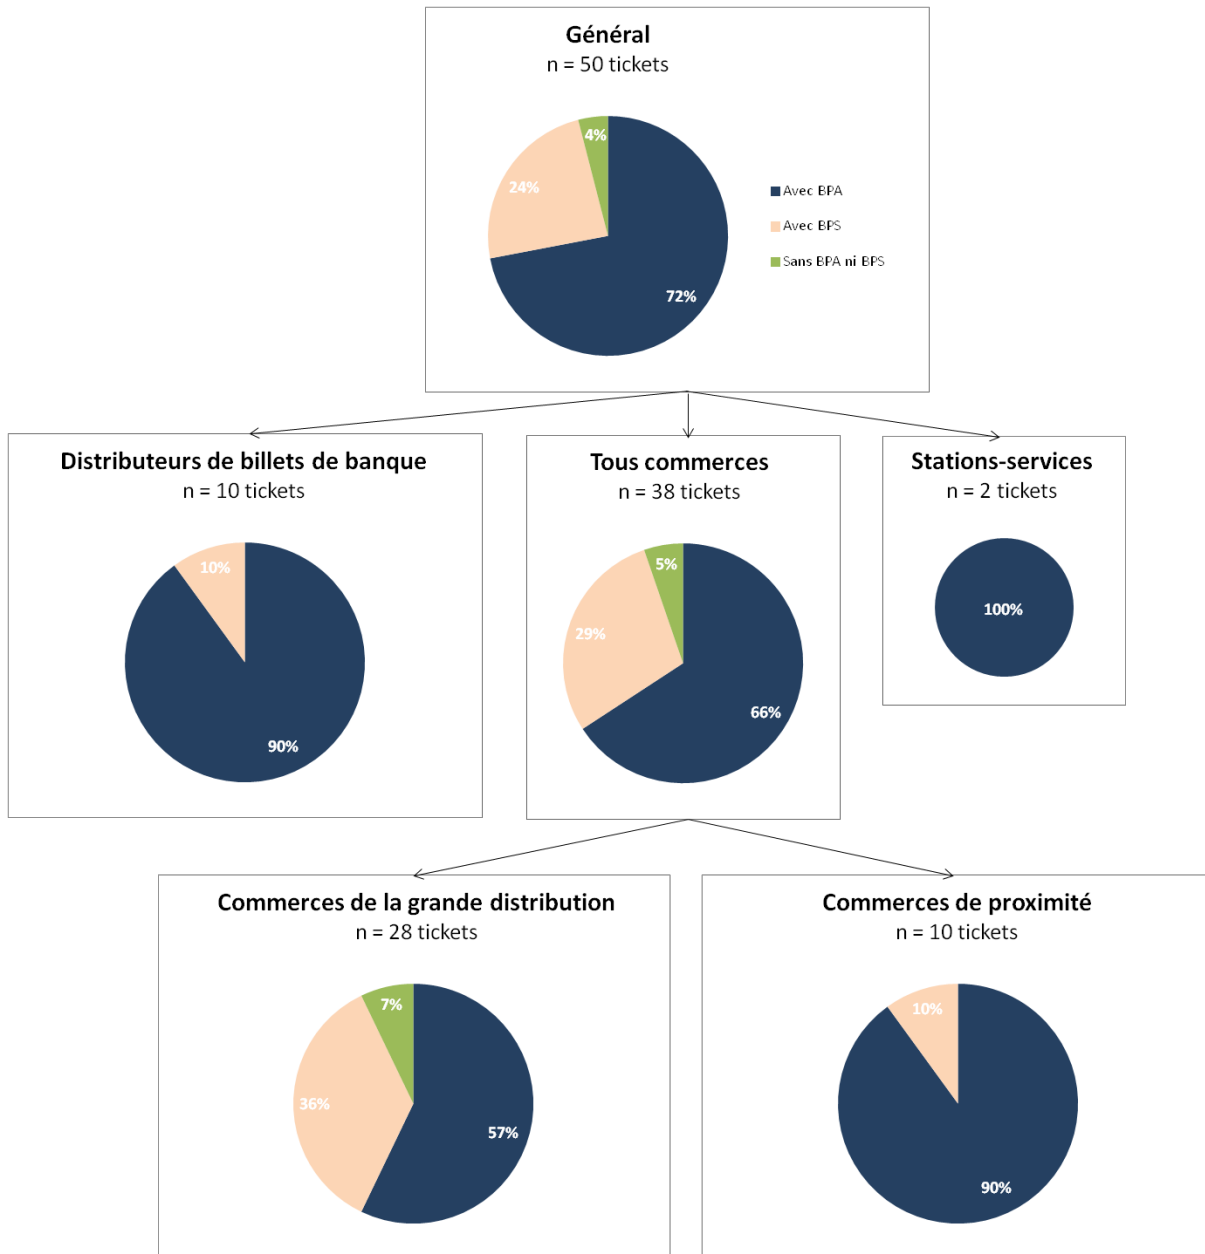 Général
n = 50 tickets
4%
24%
72%
Avec BPA
Avec BPS
Sans BPA ni BPS
Distributeurs de billets de banque
n = 10 tickets
10%
90%
Tous commerces
n = 38 tickets
5%
29%
66%
Stations-services
n = 2 tickets
100%
Commerces de la grande distribution
n = 28 tickets
7%
36%
57%
Commerces de proximité
n = 10 tickets
10%
90%